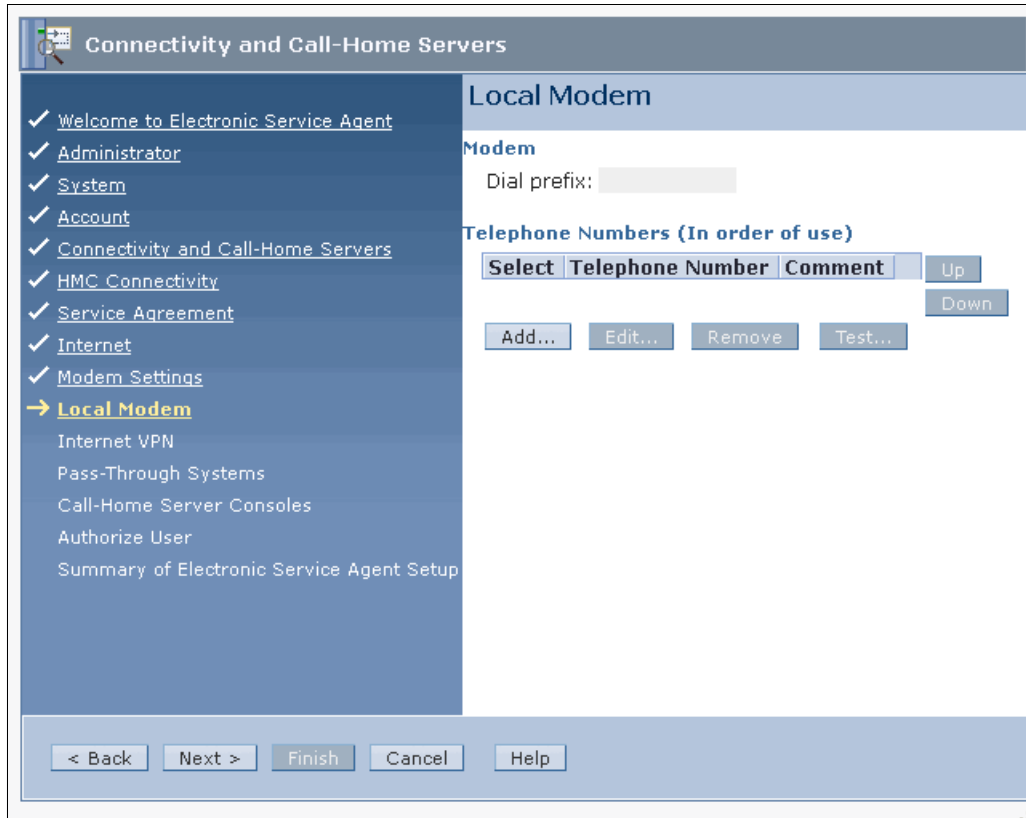 Connectivity and Call-Home Servers
Welcome to Electronic Service Agent
Administrator
System
Account
Connectivity and Call-Home Servers
HMC Connectivity
Service Agreement
Internet
Modem Settings
Local Modem
Internet VPN
Pass-Through Systems
Call-Home Server Consoles
Authorize User
Summary of Electronic Service Agent Setup
Local Modem
Modem
Dial prefix:
Telephone Numbers (In order of use)
Select Telephone Number Comment Up
Down
Add... Edit... Remove Test...
< Back Next > Finish Cancel Help